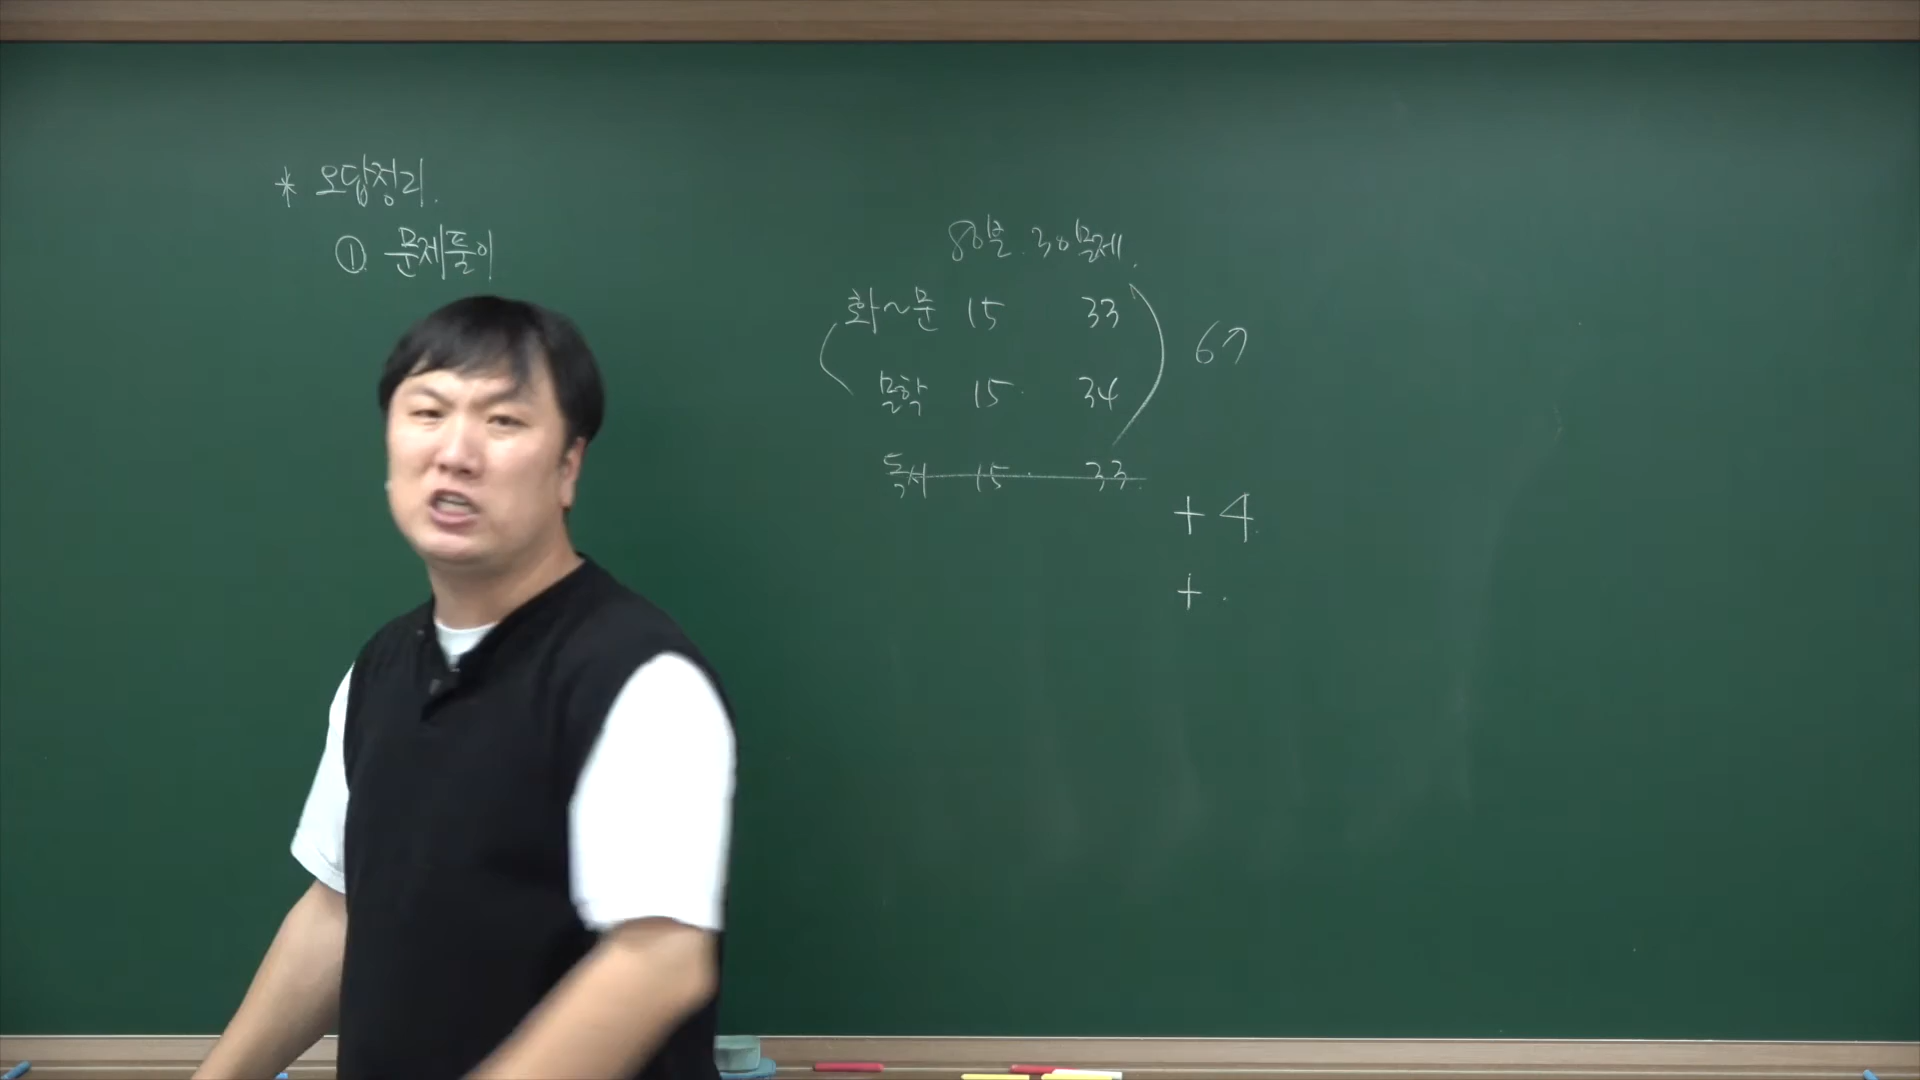 * 오답정리.
① 문제풀이
80분. 30문제.
화~문 15 33
문학 15 34
독서 15 33
67
+ 4
+